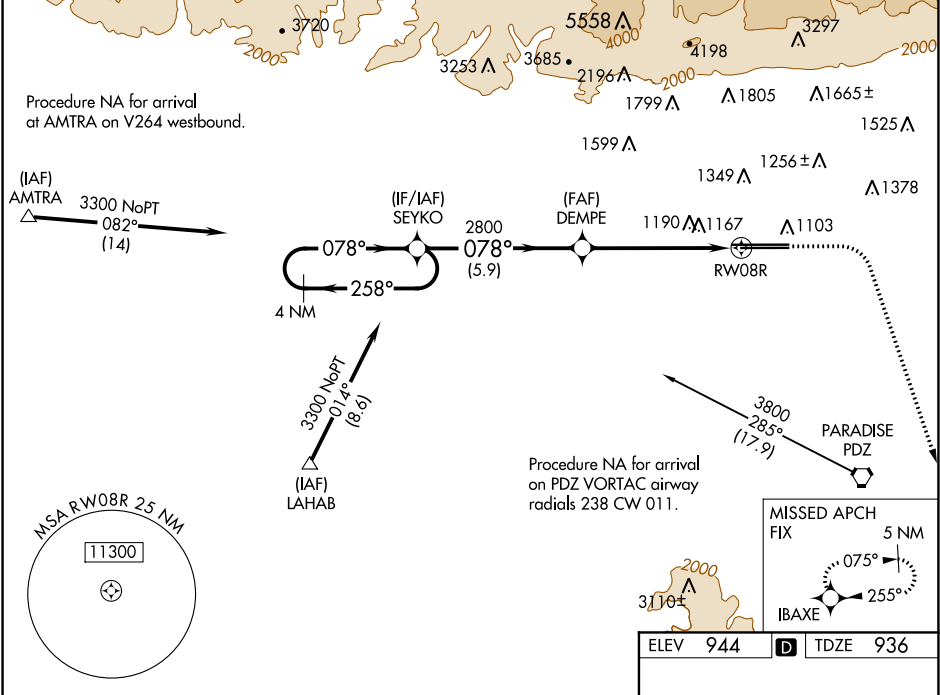 3720
2000
5558
4000
3297
4198
2000
3253
3685
2196
2000
1799
1805
1665±
1525
Procedure NA for arrival
at AMTRA on V264 westbound.
1599
1349
1256±
1378
(IAF)
AMTRA
3300 NoPT
082°
(14)
(IF/IAF)
SEYKO
(FAF)
DEMPE
2800
078°
(5.9)
1190
1167
1103
078°
258°
4 NM
RW08R
3300 NoPT
014°
(8.6)
(IAF)
LAHAB
3800
285°
(17.9)
PARADISE
PDZ
Procedure NA for arrival
on PDZ VORTAC airway
radials 238 CW 011.
MSA RW08R 25 NM
11300
MISSED APCH
FIX
5 NM
075°
255°
IBAXE
2000
3110±
ELEV 944 D TDZE 936